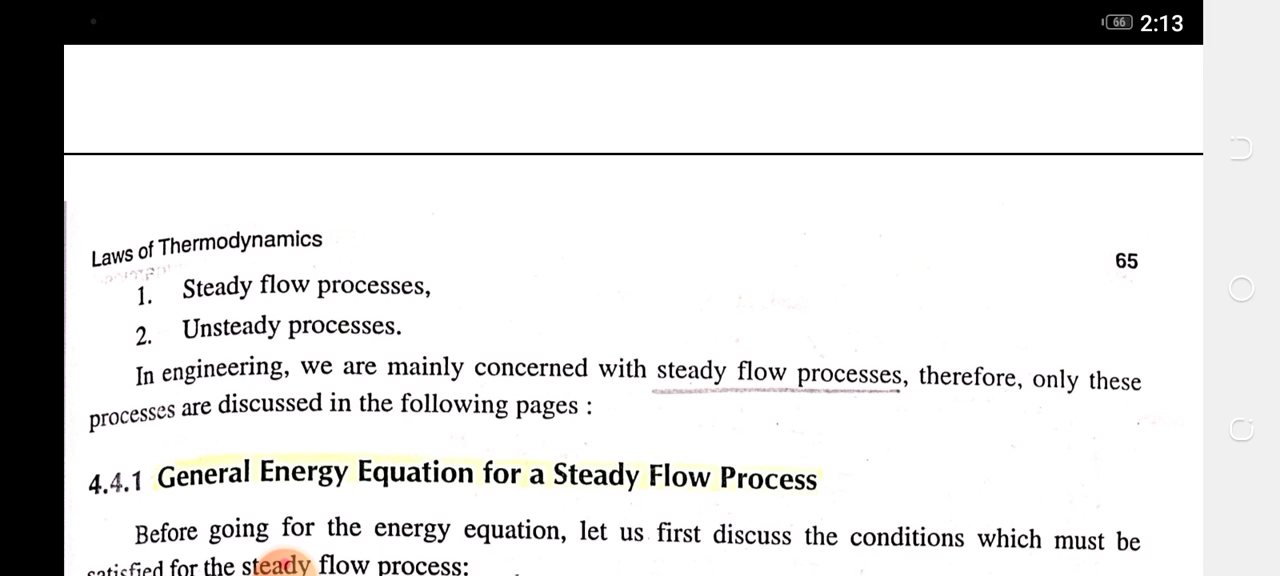 66 2:13
Laws of Thermodynamics
65
1. Steady flow processes,
2. Unsteady processes.
In engineering, we are mainly concerned with steady flow processes, therefore, only these
processes are discussed in the following pages :
4.4.1 General Energy Equation for a Steady Flow Process
Before going for the energy equation, let us first discuss the conditions which must be
satisfied for the steady flow process: